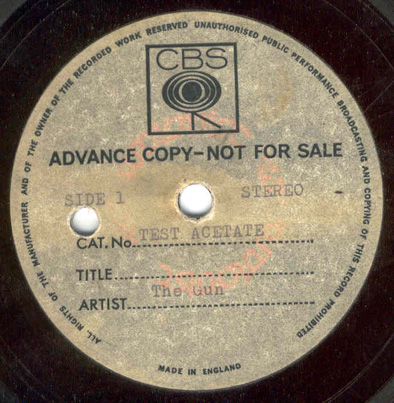 ALL RIGHTS OF THE MANUFACTURER AND OF THE OWNER OF THE RECORDED WORK RESERVED UNAUTHORISED PUBLIC PERFORMANCE BROADCASTING AND COPYING OF THIS RECORD PROHIBITED
CBS
ADVANCE COPY-NOT FOR SALE
SIDE 1 STEREO -
CAT. No. TEST ACETATE
TITLE
ARTIST The Gun
MADE IN ENGLAND